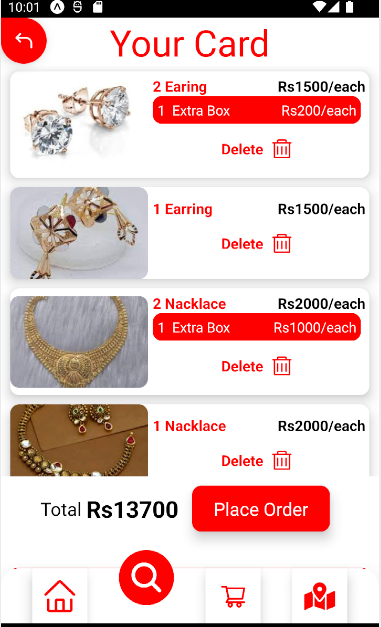 10:01
Your Card
2 Earing Rs1500/each
1 Extra Box Rs200/each
Delete
1 Earring Rs1500/each
Delete
2 Nacklace Rs2000/each
1 Extra Box Rs1000/each
Delete
1 Nacklace Rs2000/each
Delete
Total Rs13700 Place Order